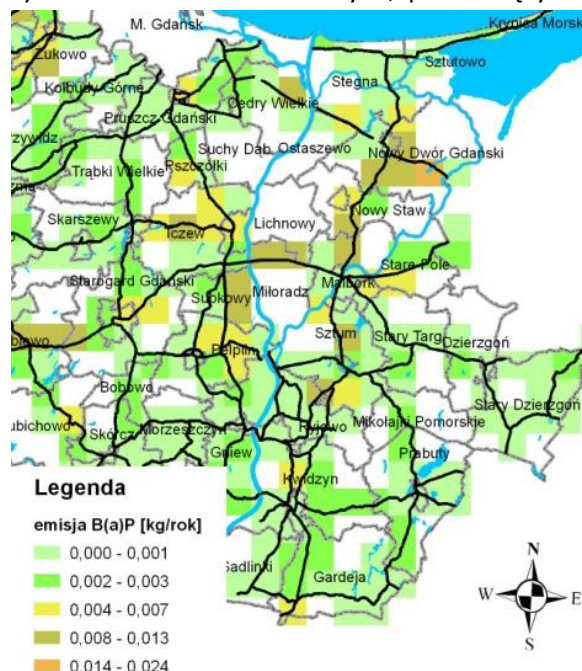 M. Gdańsk
Krynica Morsk
Żukowo
Stegna
Sztutowo
Kolbudy Górne
Cedry Wielkie
Pruszcz Gdański
zywidz
Suchy Dąb
Ostaszewo
Nowy Dwór Gdański
Trąbki Wielkie
Pszczółki
Skarszewy
Lichnowy
Nowy Staw
Tczew
Stare Pole
Starogard Gdański
Miłoradz
Malbork
Subkowy
Sztum
Stary Targ
Dzierzgoń
Pelplin
Bobowo
Stary Dzierzgoń
ubichowo
Mikołajki Pomorskie
Skórcz
Morzeszczyn
Ryjewo
Gniew
Prabuty
Legenda
Kwidzyn
emisja B(a)P [kg/rok]
0,000 - 0,001
N
0,002 - 0,003
Sadlinki
Gardeja
W
E
0,004 - 0,007
0,008 - 0,013
S
0,014 - 0,024